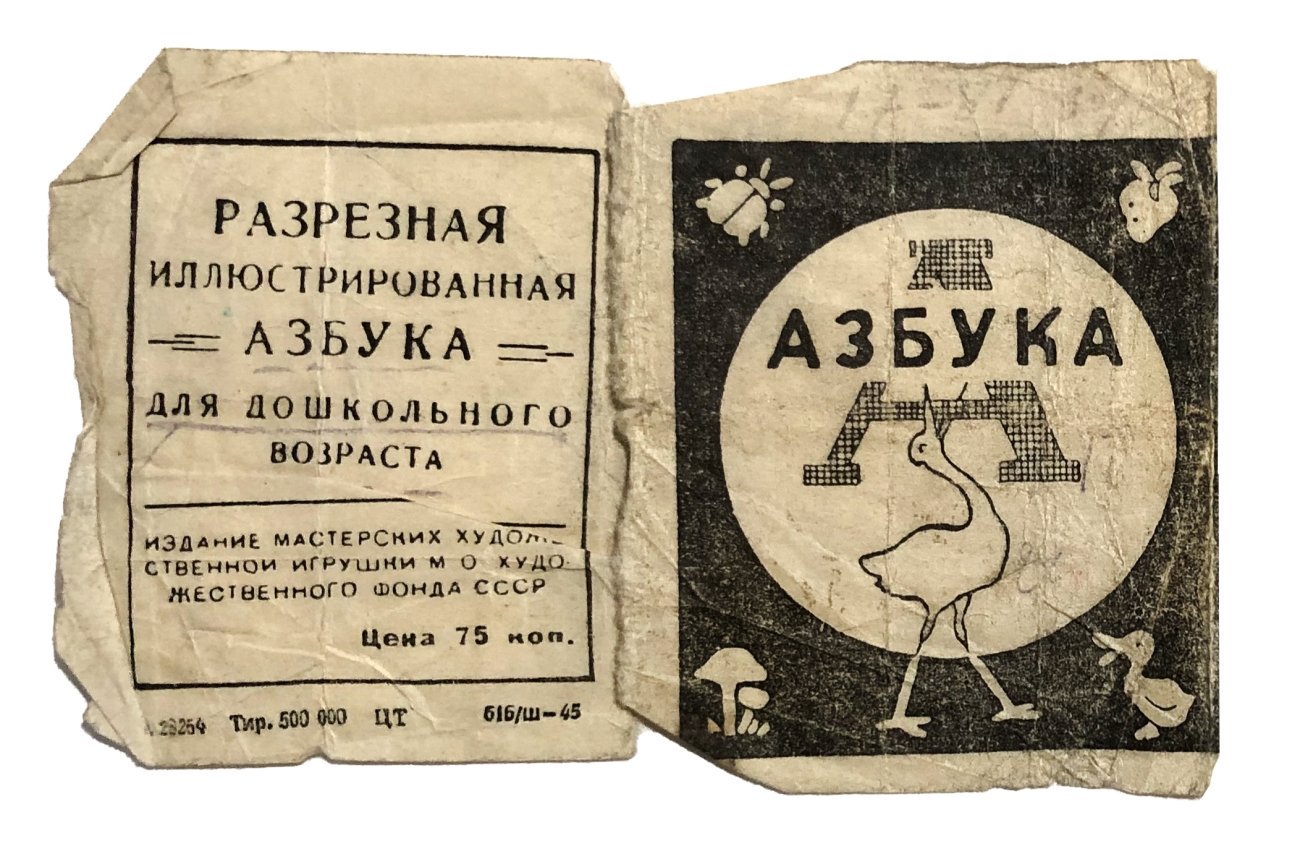 РАЗРЕЗНАЯ
ИЛЛЮСТРИРОВАННАЯ
АЗБУКА
ДЛЯ ДОШКОЛЬНОГО
ВОЗРАСТА
ИЗДАНИЕ МАСТЕРСКИХ ХУДОЖЕ
СТВЕННОИ ИГРУШКИ М О ХУДО-
ЖЕСТВЕННОГО ФОНДА СССР
Цена 75 коп.
Тир. 500 000 ЦТ 616/Ш-45
А
АЗБУКА